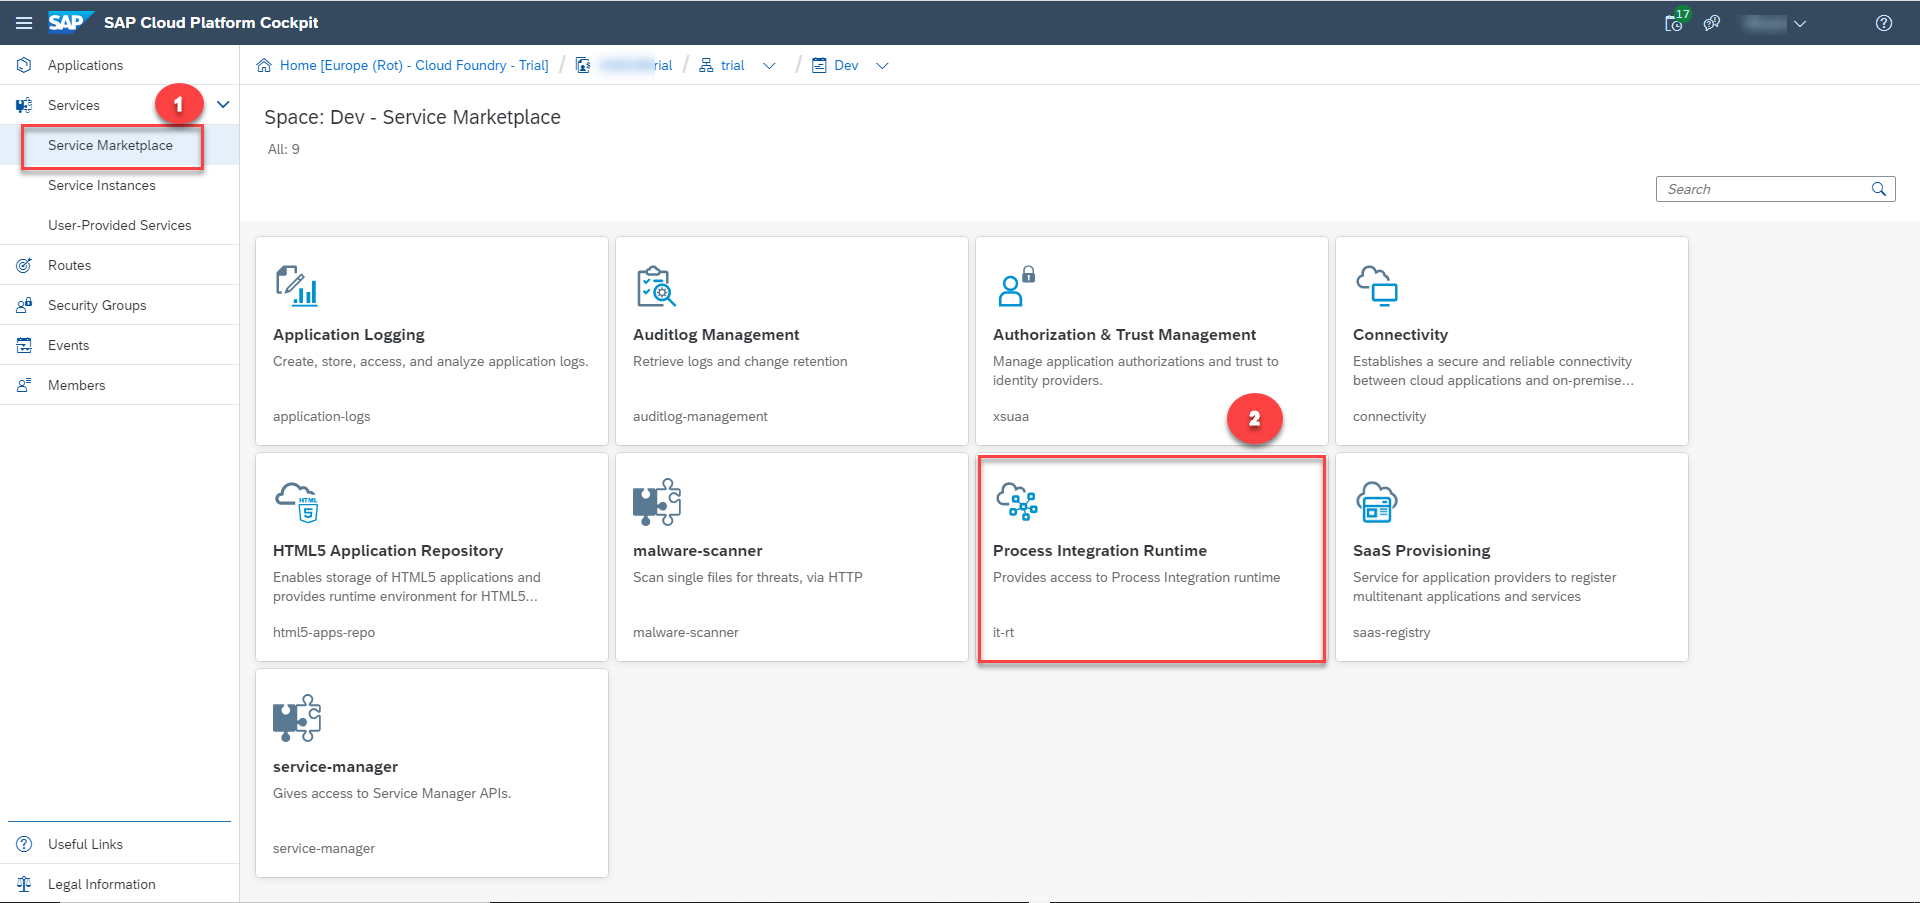 SAP SAP Cloud Platform Cockpit
17
Applications
Services
1
Service Marketplace
Service Instances
User-Provided Services
Routes
Security Groups
Events
Members
Useful Links
Legal Information
Home [Europe (Rot) - Cloud Foundry - Trial] / rial / trial / Dev
Space: Dev - Service Marketplace
All: 9
Search
Application Logging
Create, store, access, and analyze application logs.
application-logs
Auditlog Management
Retrieve logs and change retention
auditlog-management
Authorization & Trust Management
Manage application authorizations and trust to
identity providers.
xsuaa
2
Connectivity
Establishes a secure and reliable connectivity
between cloud applications and on-premise...
connectivity
HTML
5
HTML5 Application Repository
Enables storage of HTML5 applications and
provides runtime environment for HTML5...
html5-apps-repo
malware-scanner
Scan single files for threats, via HTTP
malware-scanner
Process Integration Runtime
Provides access to Process Integration runtime
it-rt
SaaS Provisioning
Service for application providers to register
multitenant applications and services
saas-registry
service-manager
Gives access to Service Manager APIs.
service-manager